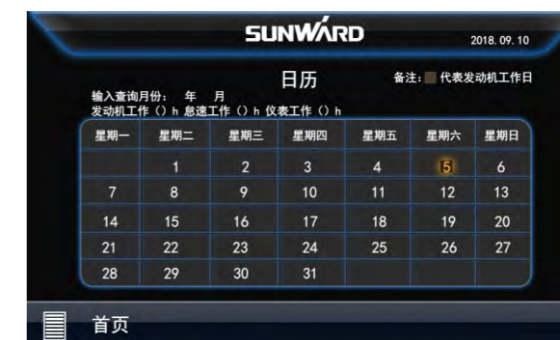 SUNWARD
2018.09.10
日历
备注: 代表发动机工作日
输入查询月份: 年 月
发动机工作 () h 怠速工作 () h 仪表工作 () h
星期一 星期二 星期三 星期四 星期五 星期六 星期日
1 2 3 4 5 6
7 8 9 10 11 12 13
14 15 16 17 18 19 20
21 22 23 24 25 26 27
28 29 30 31
首页